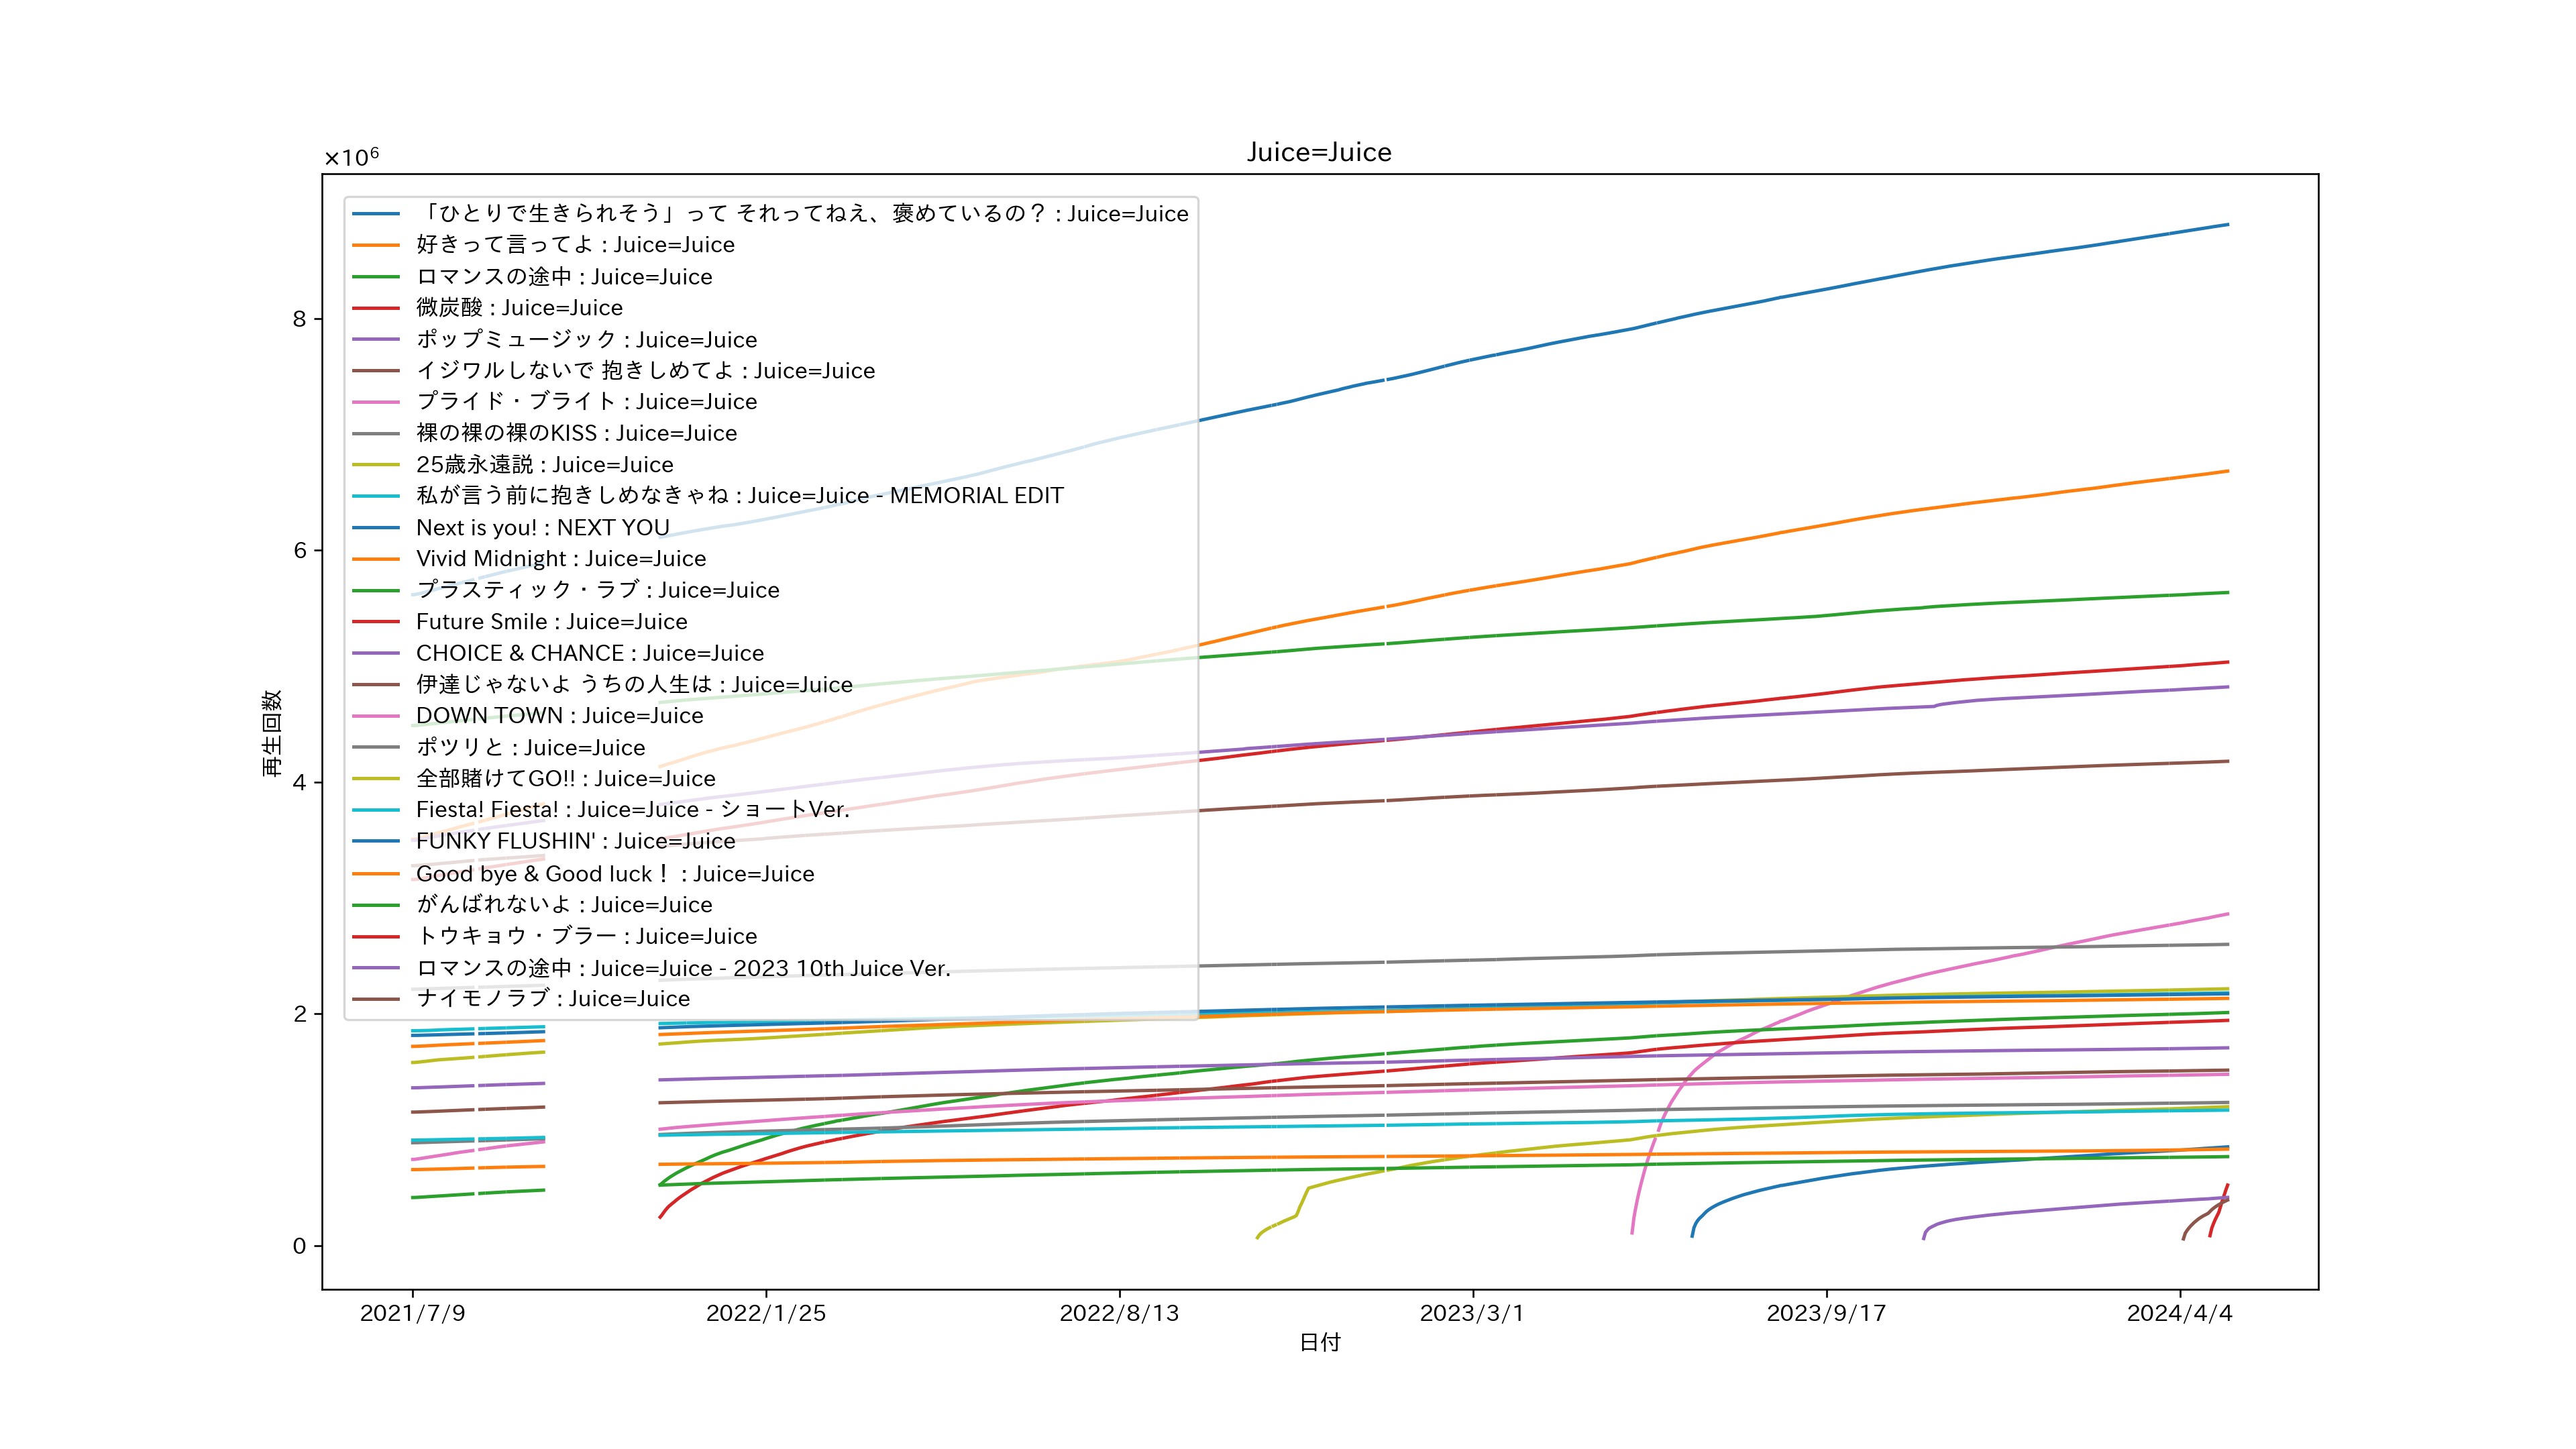 Juice=Juice
×10⁶
「ひとりで生きられそう」って それってねえ、褒めているの？ : Juice=Juice
好きって言ってよ : Juice=Juice
ロマンスの途中 : Juice=Juice
微炭酸 : Juice=Juice
ポップミュージック : Juice=Juice
イジワルしないで 抱きしめてよ : Juice=Juice
プライド・ブライト : Juice=Juice
裸の裸の裸のKISS : Juice=Juice
25歳永遠説 : Juice=Juice
私が言う前に抱きしめなきゃね : Juice=Juice - MEMORIAL EDIT
Next is you! : NEXT YOU
Vivid Midnight : Juice=Juice
プラスティック・ラブ : Juice=Juice
Future Smile : Juice=Juice
CHOICE & CHANCE : Juice=Juice
伊達じゃないよ うちの人生は : Juice=Juice
DOWN TOWN : Juice=Juice
ポツリと : Juice=Juice
全部賭けてGO!! : Juice=Juice
Fiesta! Fiesta! : Juice=Juice - ショートVer.
FUNKY FLUSHIN' : Juice=Juice
Good bye & Good luck！ : Juice=Juice
がんばれないよ : Juice=Juice
トウキョウ・ブラー : Juice=Juice
ロマンスの途中 : Juice=Juice - 2023 10th Juice Ver.
ナイモノラブ : Juice=Juice
8
6
4
2
0
再生回数
2021/7/9
2022/1/25
2022/8/13
2023/3/1
2023/9/17
2024/4/4
日付